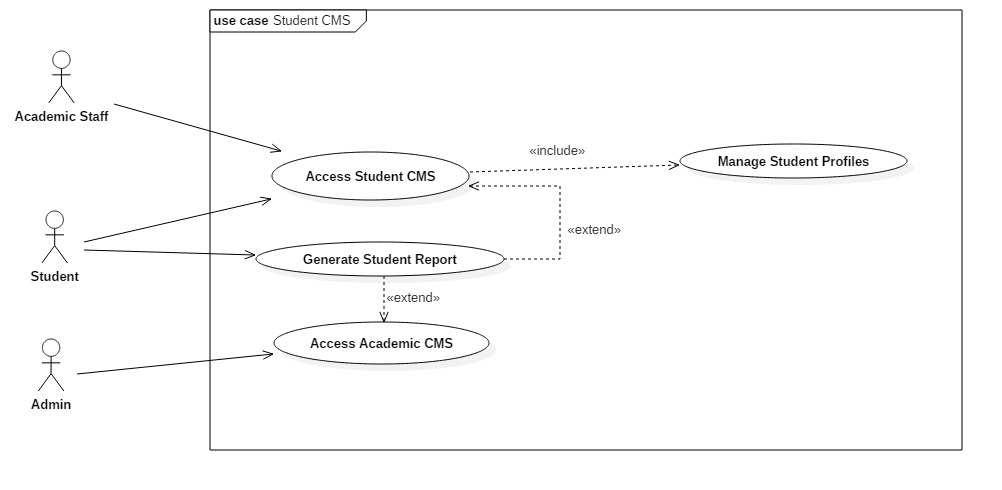 use case Student CMS
Academic Staff
«include»
Manage Student Profiles
Access Student CMS
«extend»
Student
Generate Student Report
«extend»
Access Academic CMS
Admin